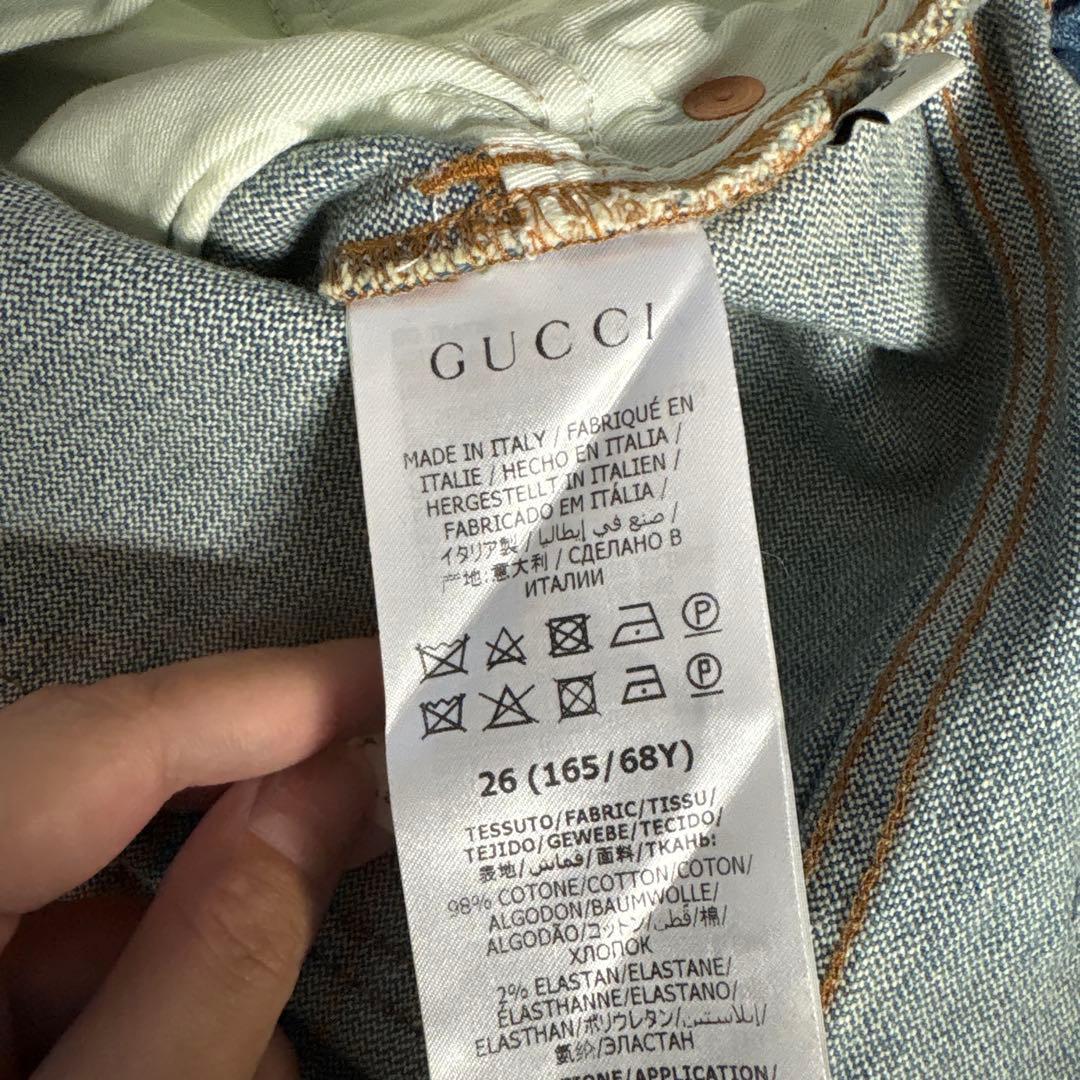 GUCCI
MADE IN ITALY / FABRIQUÉ EN
ITALIE / HECHO EN ITALIA /
HERGESTELLT IN ITALIEN /
FABRICADO EM ITÁLIA /
イタリア製 / صنع في إيطاليا /
产地:意大利 / СДЕЛАНО В
ИТАЛИИ
P
P
26 (165/68Y)
TESSUTO/FABRIC/TISSU/
TEJIDO/GEWEBE/TECIDO/
表地/قماش/面料/ТКАНЬ:
98% COTONE/COTTON/COTON/
ALGODON/BAUMWOLLE/
ALGODÃO/コットン/قطن/棉/
ХЛОПОК
2% ELASTAN/ELASTANE/
ELASTHANNE/ELASTANO/
ELASTHAN/ポリウレタン/إيلاستين/
氨纶/ЭЛАСТАН
/APPLICATION/